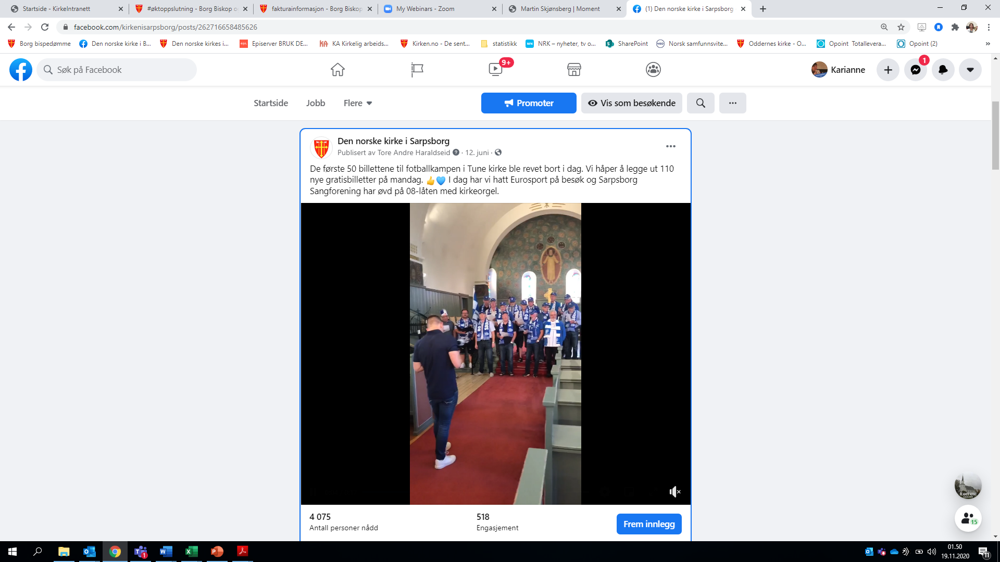 Startside - KirkeIntranett
#øktoppslutning - Borg Biskop o
fakturainformasjon - Borg Biskop
My Webinars - Zoom
Martin Skjønsberg | Moment
(1) Den norske kirke i Sarpsborg
facebook.com/kirkenisarpsborg/posts/262716658485626
Borg bispedømme
Den norske kirke i B...
Den norske kirkes i...
Episerver BRUK DE...
KA Kirkelig arbeids...
Kirken.no - De sent...
statistikk
NRK – nyheter, tv o...
SharePoint
Norsk samfunnsvite...
Oddernes kirke - O...
Opoint Totallevera...
Opoint (2)
»
Søk på Facebook
9+
Karianne
1
Startside
Jobb
Flere
Promoter
Vis som besøkende
Den norske kirke i Sarpsborg
Publisert av Tore Andre Haraldseid · 12. juni ·
De første 50 billettene til fotballkampen i Tune kirke ble revet bort i dag. Vi håper å legge ut 110
nye gratisbilletter på mandag. 👍💙 I dag har vi hatt Eurosport på besøk og Sarpsborg
Sangforening har øvd på 08-låten med kirkeorgel.
4 075
Antall personer nådd
518
Engasjement
Frem innlegg
15
1
01.50
19.11.2020
11